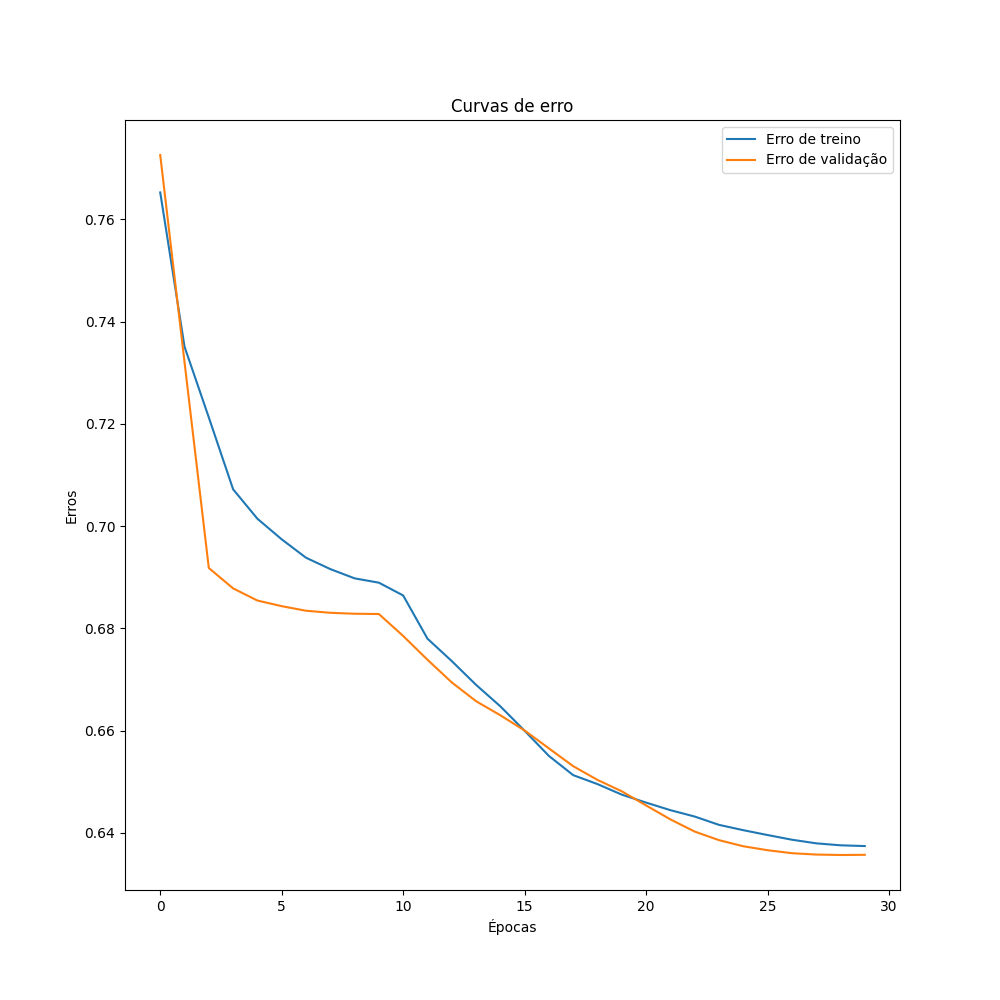 Curvas de erro
Erro de treino
Erro de validação
0.76
0.74
0.72
0.70
0.68
0.66
0.64
Erros
0 5 10 15 20 25 30
Épocas